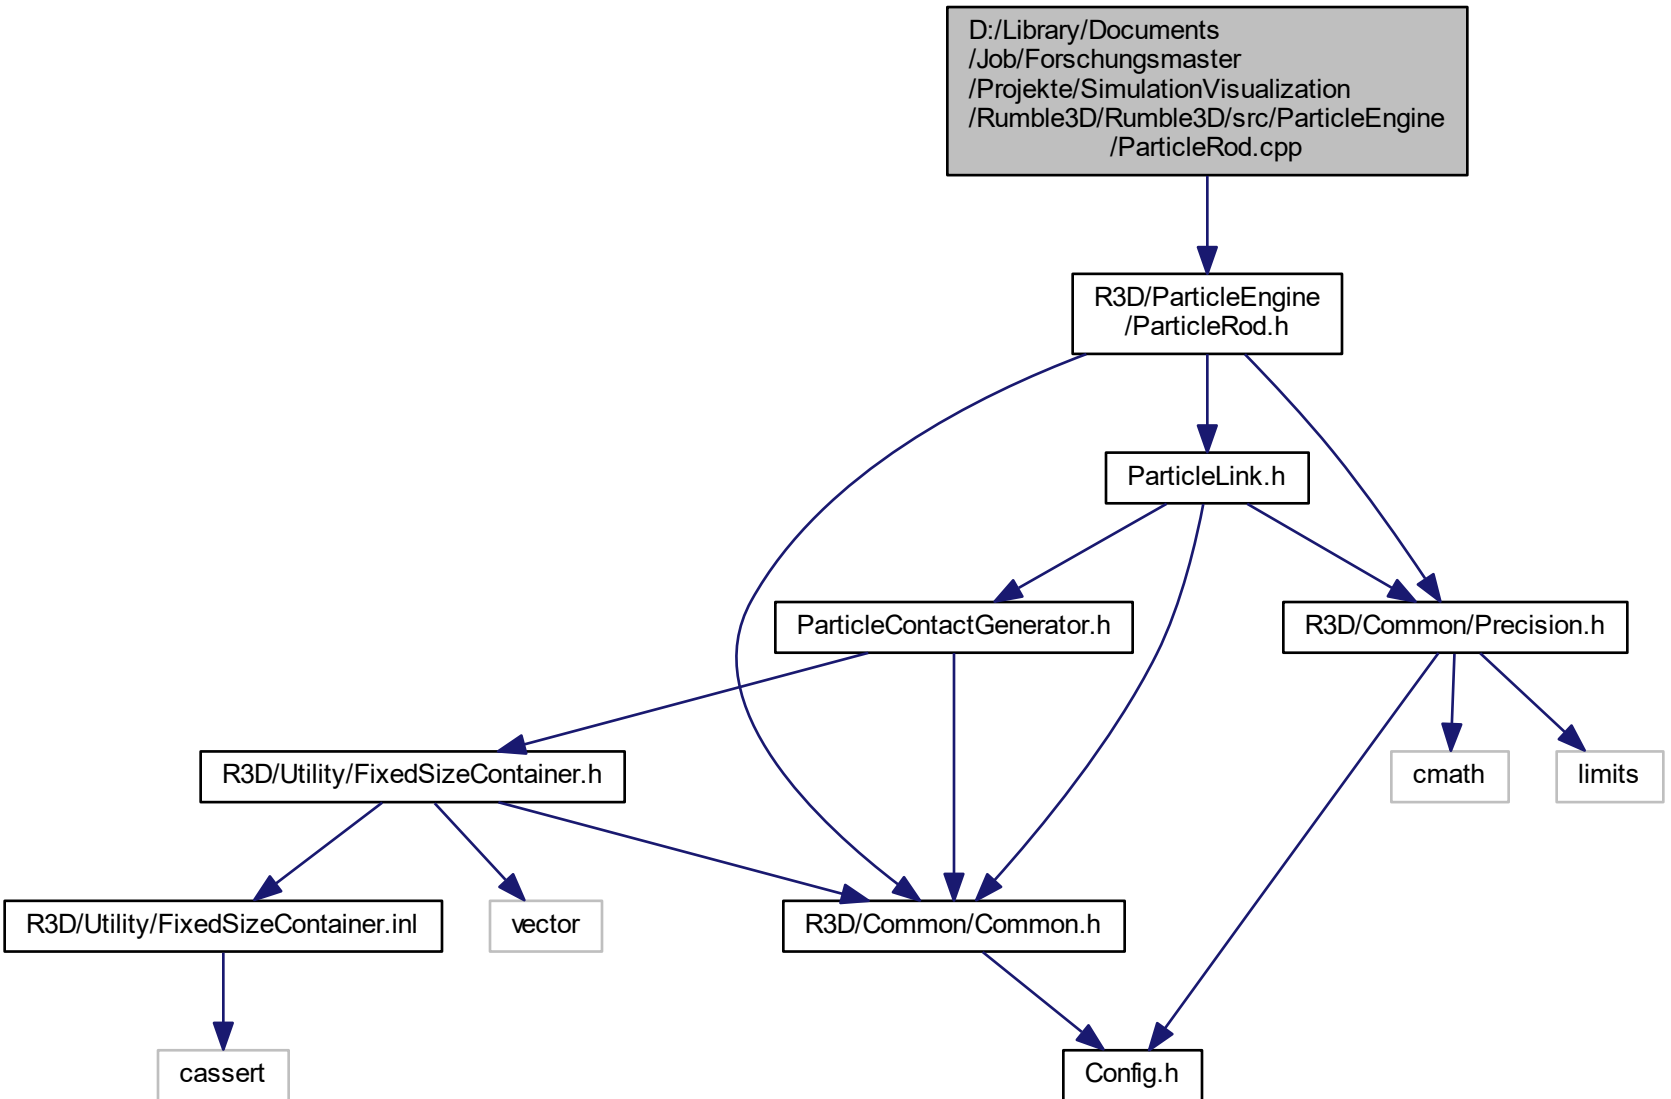 D:/Library/Documents
/Job/Forschungsmaster
/Projekte/SimulationVisualization
/Rumble3D/Rumble3D/src/ParticleEngine
/ParticleRod.cpp
R3D/ParticleEngine
/ParticleRod.h
ParticleLink.h
ParticleContactGenerator.h
R3D/Common/Precision.h
R3D/Utility/FixedSizeContainer.h
cmath
limits
R3D/Utility/FixedSizeContainer.inl
vector
R3D/Common/Common.h
cassert
Config.h